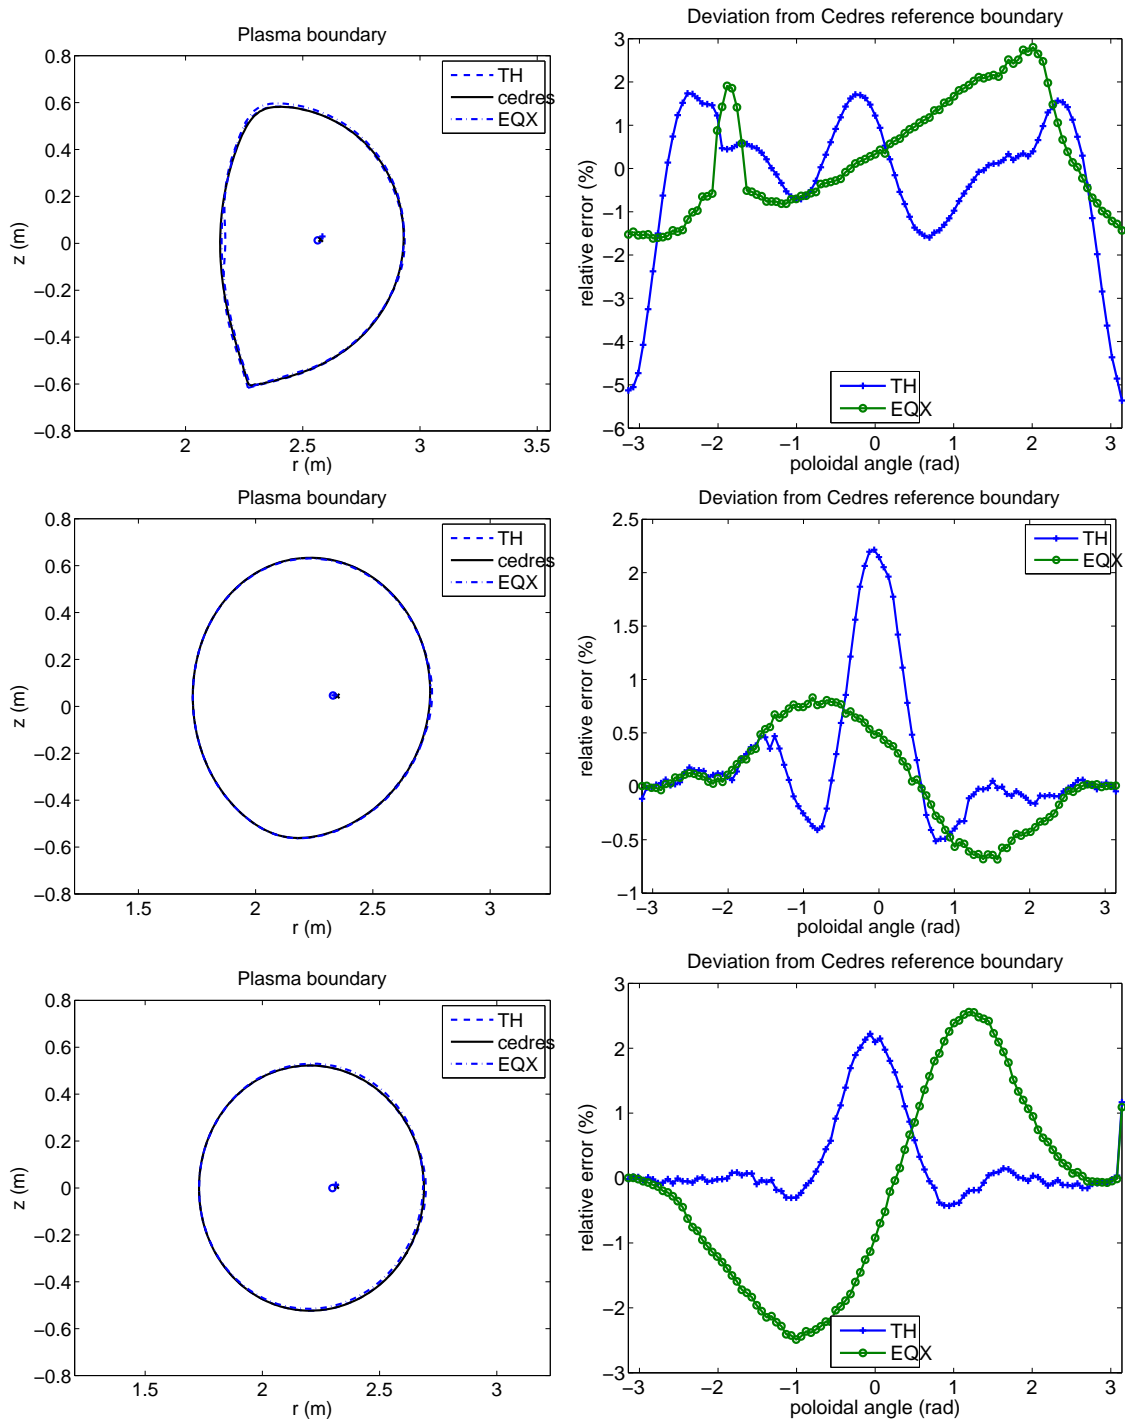 Plasma boundary
0.8
0.6
0.4
0.2
0
−0.2
−0.4
−0.6
−0.8
z (m)
2
2.5
3
3.5
r (m)
TH
cedres
EQX
Deviation from Cedres reference boundary
3
2
1
0
−1
−2
−3
−4
−5
−6
relative error (%)
−3
−2
−1
0
1
2
3
poloidal angle (rad)
TH
EQX
Plasma boundary
0.8
0.6
0.4
0.2
0
−0.2
−0.4
−0.6
−0.8
z (m)
1.5
2
2.5
3
r (m)
TH
cedres
EQX
Deviation from Cedres reference boundary
2.5
2
1.5
1
0.5
0
−0.5
−1
relative error (%)
−3
−2
−1
0
1
2
3
poloidal angle (rad)
TH
EQX
Plasma boundary
0.8
0.6
0.4
0.2
0
−0.2
−0.4
−0.6
−0.8
z (m)
1.5
2
2.5
3
r (m)
TH
cedres
EQX
Deviation from Cedres reference boundary
3
2
1
0
−1
−2
−3
relative error (%)
−3
−2
−1
0
1
2
3
poloidal angle (rad)
TH
EQX